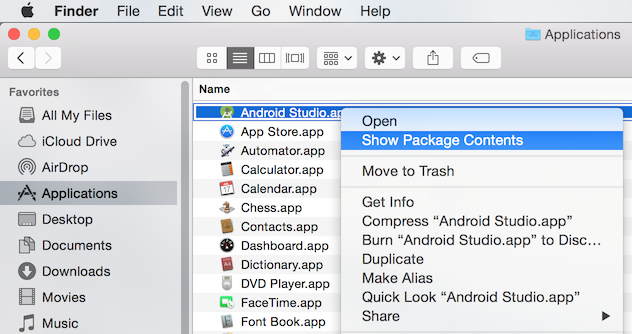 Finder File Edit View Go Window Help
Applications
Favorites
All My Files
iCloud Drive
AirDrop
Applications
Desktop
Documents
Downloads
Movies
Music
Name
Android Studio.ap
App Store.app
Automator.app
Calculator.app
Calendar.app
Chess.app
Contacts.app
Dashboard.app
Dictionary.app
DVD Player.app
FaceTime.app
Font Book.app
Open
Show Package Contents
Move to Trash
Get Info
Compress “Android Studio.app”
Burn “Android Studio.app” to Disc…
Duplicate
Make Alias
Quick Look “Android Studio.app”
Share